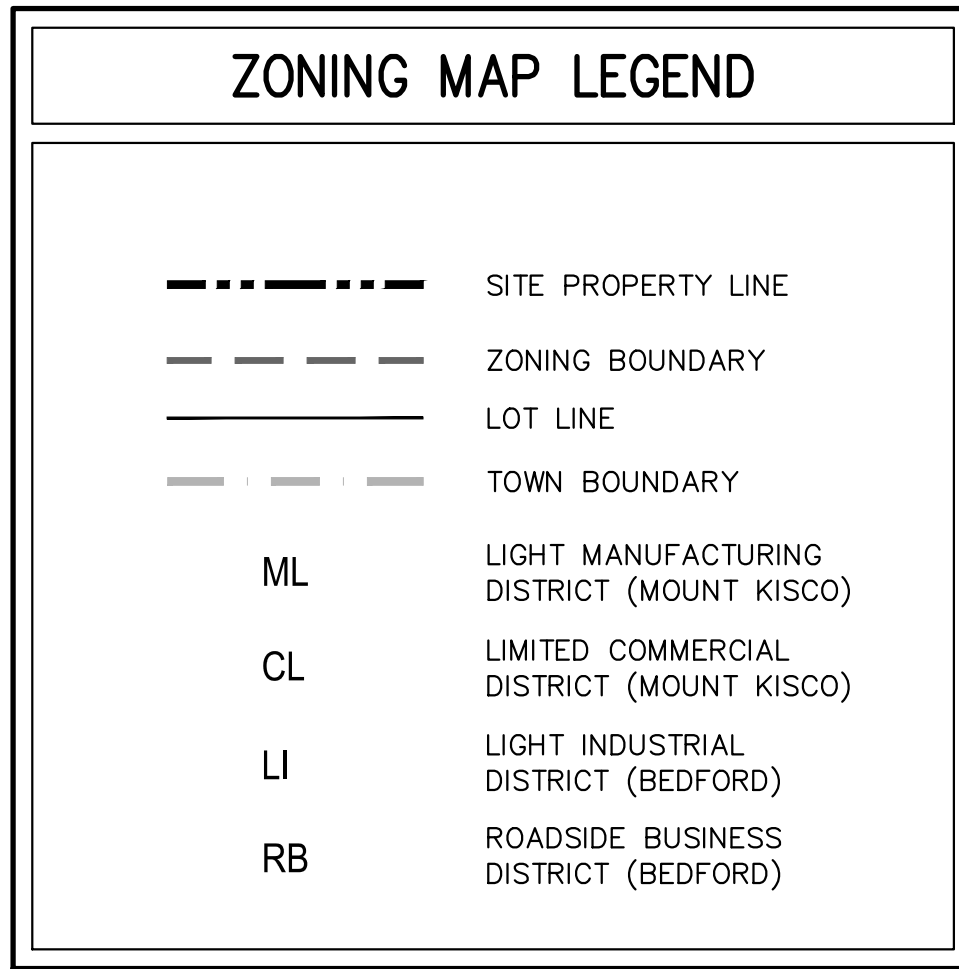 ZONING MAP LEGEND
SITE PROPERTY LINE
ZONING BOUNDARY
LOT LINE
TOWN BOUNDARY
ML
LIGHT MANUFACTURING
DISTRICT (MOUNT KISCO)
CL
LIMITED COMMERCIAL
DISTRICT (MOUNT KISCO)
LI
LIGHT INDUSTRIAL
DISTRICT (BEDFORD)
RB
ROADSIDE BUSINESS
DISTRICT (BEDFORD)